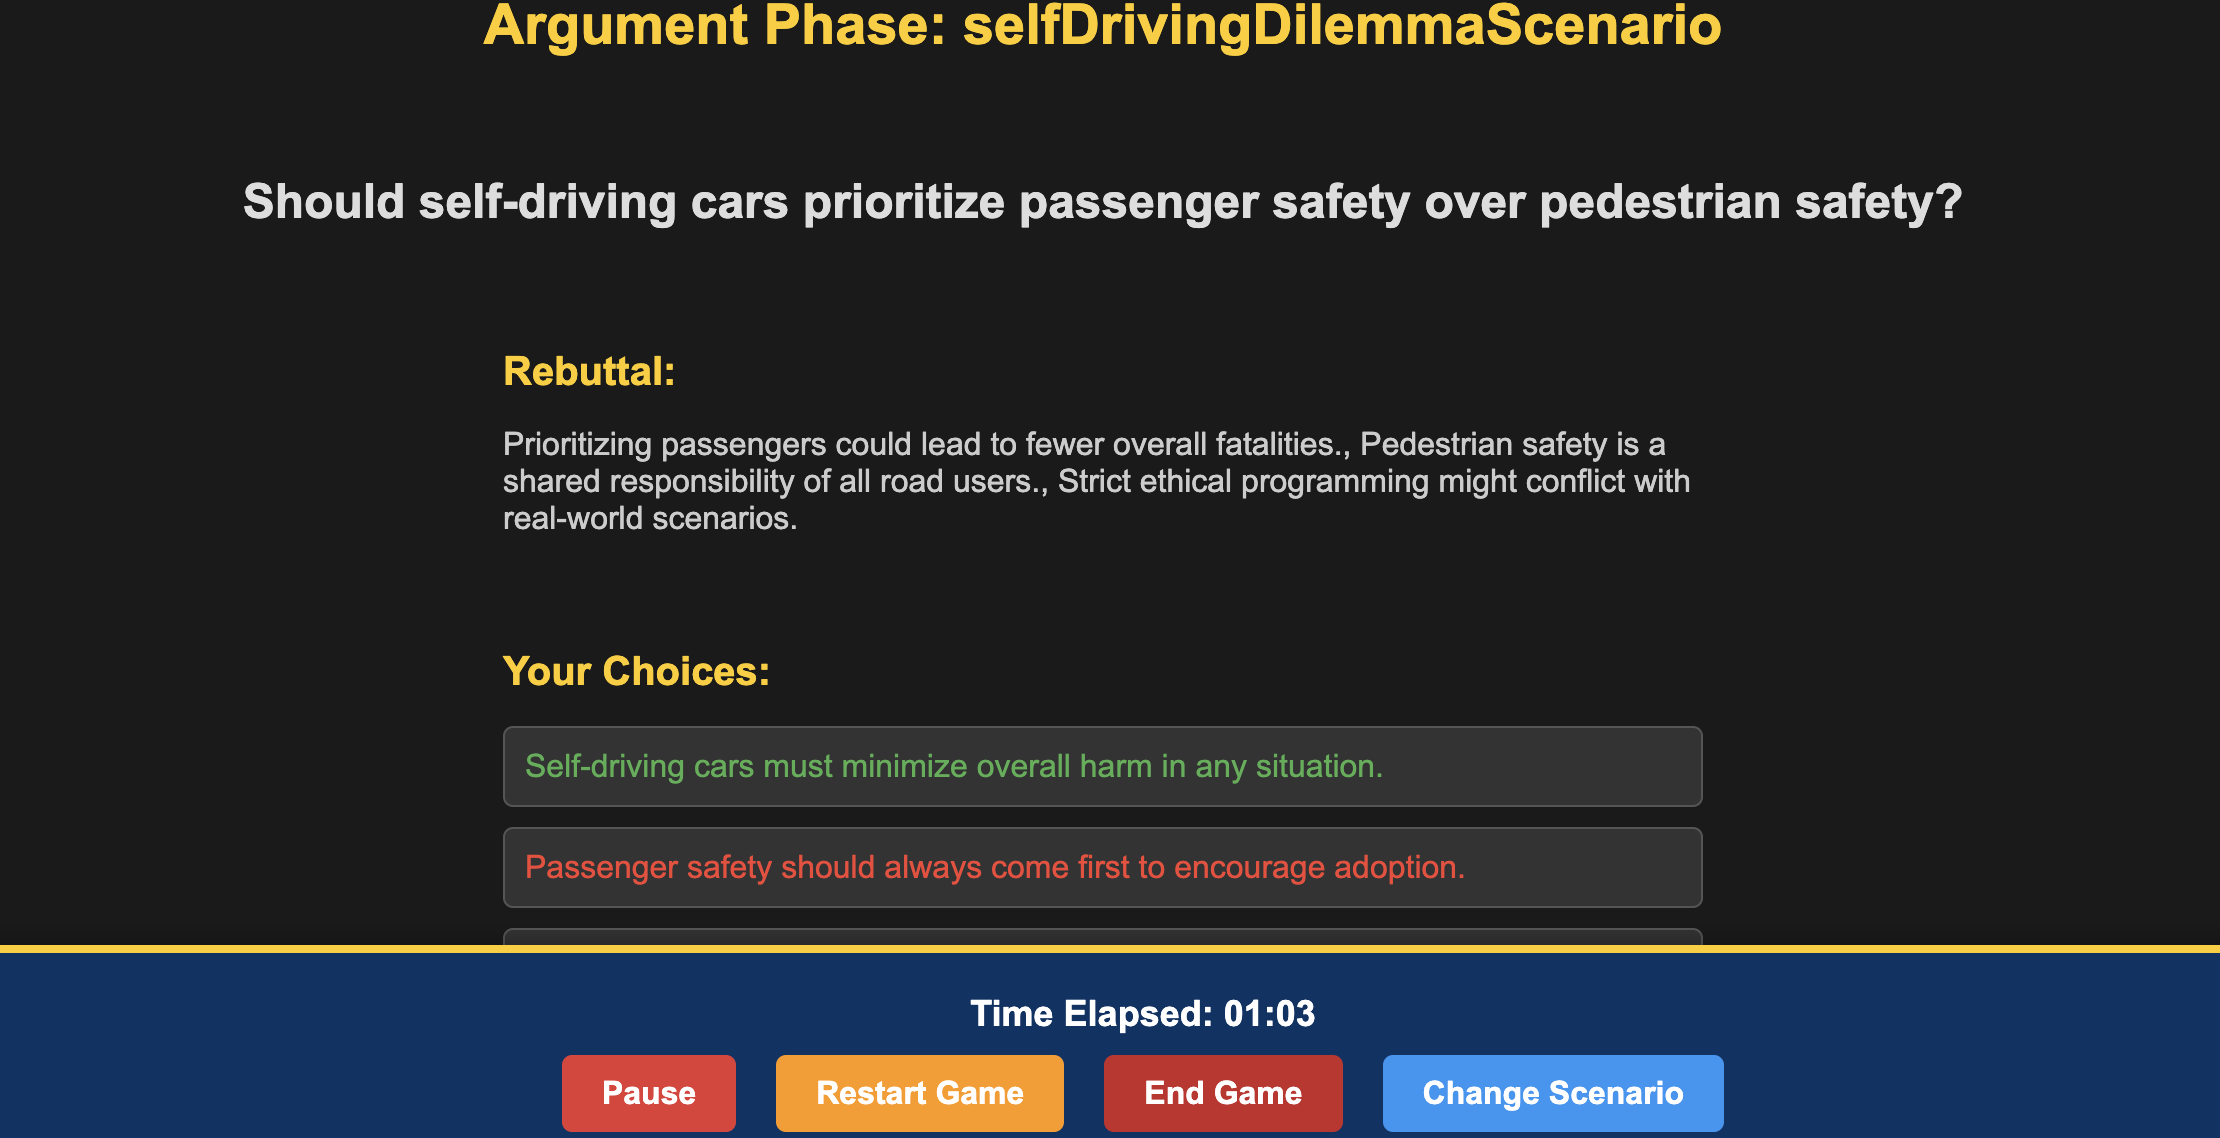 Argument Phase: selfDrivingDilemmaScenario
Should self-driving cars prioritize passenger safety over pedestrian safety?
Rebuttal:
Prioritizing passengers could lead to fewer overall fatalities., Pedestrian safety is a
shared responsibility of all road users., Strict ethical programming might conflict with
real-world scenarios.
Your Choices:
Self-driving cars must minimize overall harm in any situation.
Passenger safety should always come first to encourage adoption.
Time Elapsed: 01:03
Pause
Restart Game
End Game
Change Scenario